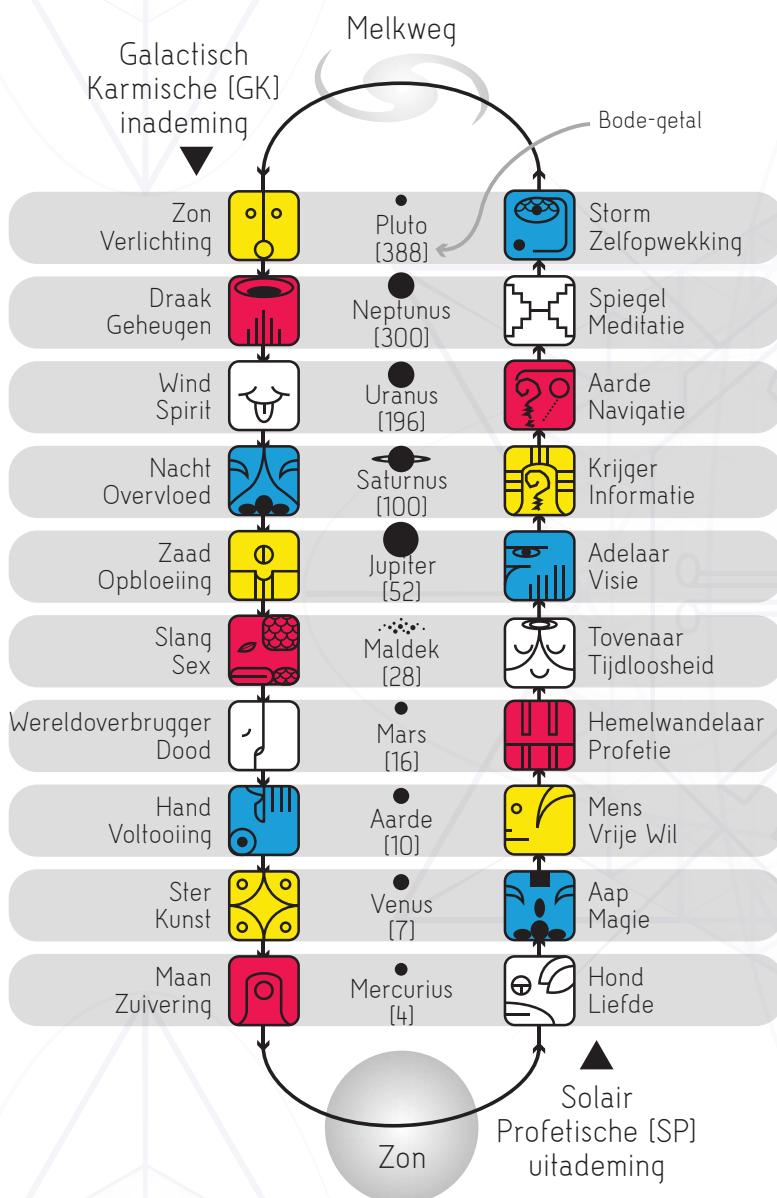 Melkweg
Galactisch
Karmische [GK]
inademing
Bode-getal
Zon
Verlichting
Pluto
[388]
Storm
Zelfopwekking
Draak
Geheugen
Neptunus
[300]
Spiegel
Meditatie
Wind
Spirit
Uranus
[196]
Aarde
Navigatie
Nacht
Overvloed
Saturnus
[100]
Krijger
Informatie
Zaad
Opbloeiing
Jupiter
[52]
Adelaar
Visie
Slang
Sex
Maldek
[28]
Tovenaar
Tijdloosheid
Wereldoverbrugger
Dood
Mars
[16]
Hemelwandelaar
Profetie
Hand
Voltooiing
Aarde
[10]
Mens
Vrije Wil
Ster
Kunst
Venus
[7]
Aap
Magie
Maan
Zuivering
Mercurius
[4]
Hond
Liefde
Zon
Solair
Profetische [SP]
uitademing